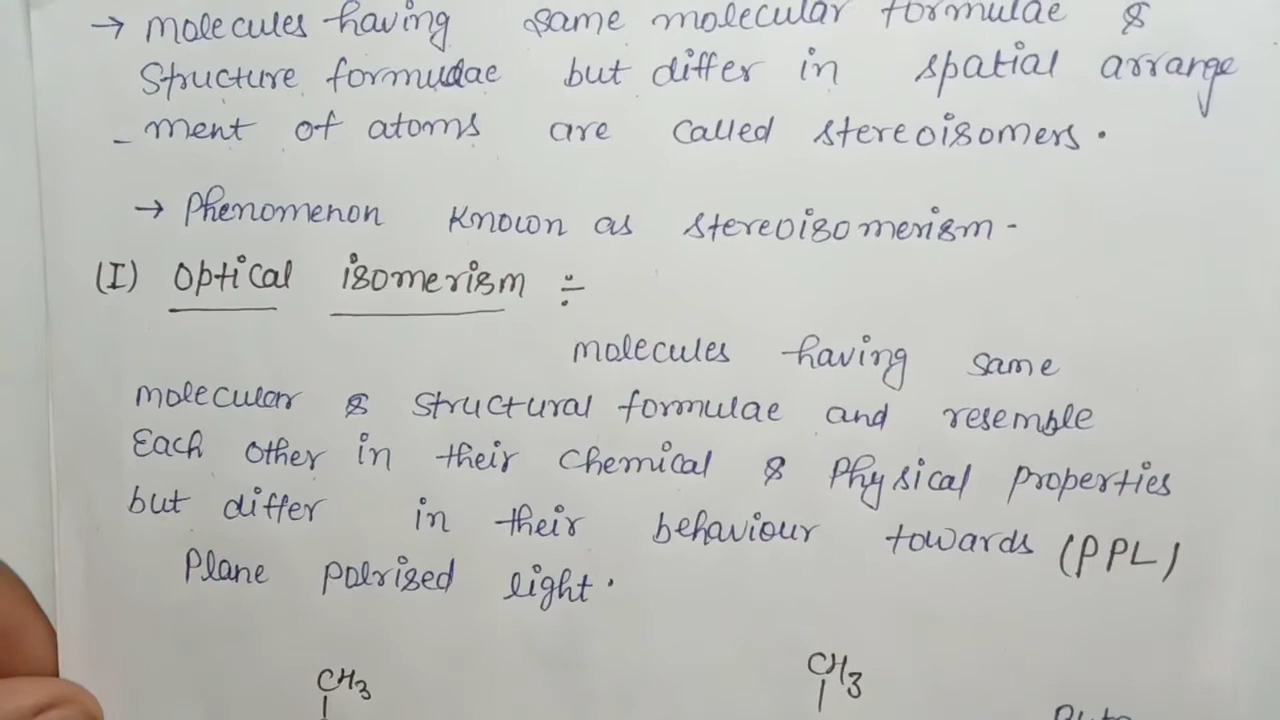 → molecules having same molecular formulae &
Structure formudae but differ in spatial arrange
- ment of atoms are called stereoisomers.
→ Phenomenon known as stereoisomerism -
(I) Optical isomerism ÷
molecules having same
molecular & structural formulae and resemble
Each other in their chemical & Physical properties
but differ in their behaviour towards (PPL)
Plane polrised light.
CH3 CH3